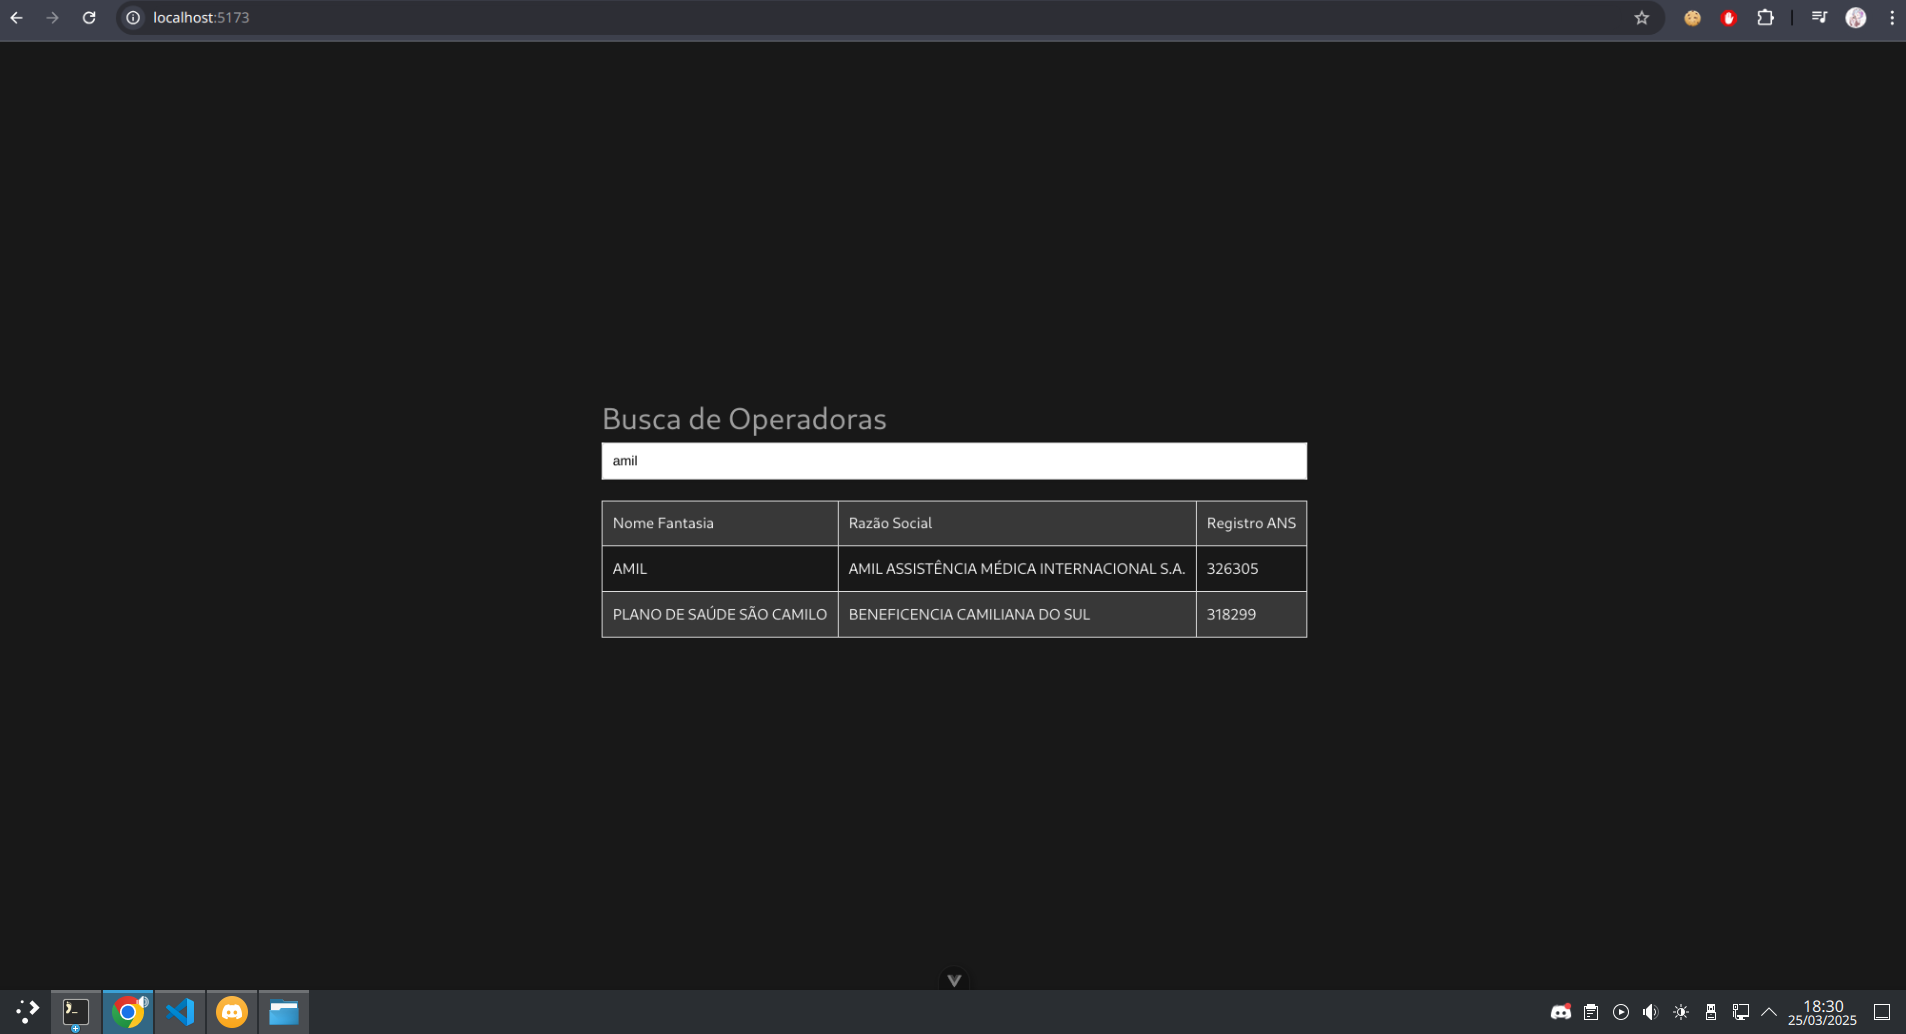 localhost:5173
Busca de Operadoras
amil
Nome Fantasia Razão Social Registro ANS
AMIL AMIL ASSISTÊNCIA MÉDICA INTERNACIONAL S.A. 326305
PLANO DE SAÚDE SÃO CAMILO BENEFICENCIA CAMILIANA DO SUL 318299
18:30
25/03/2025